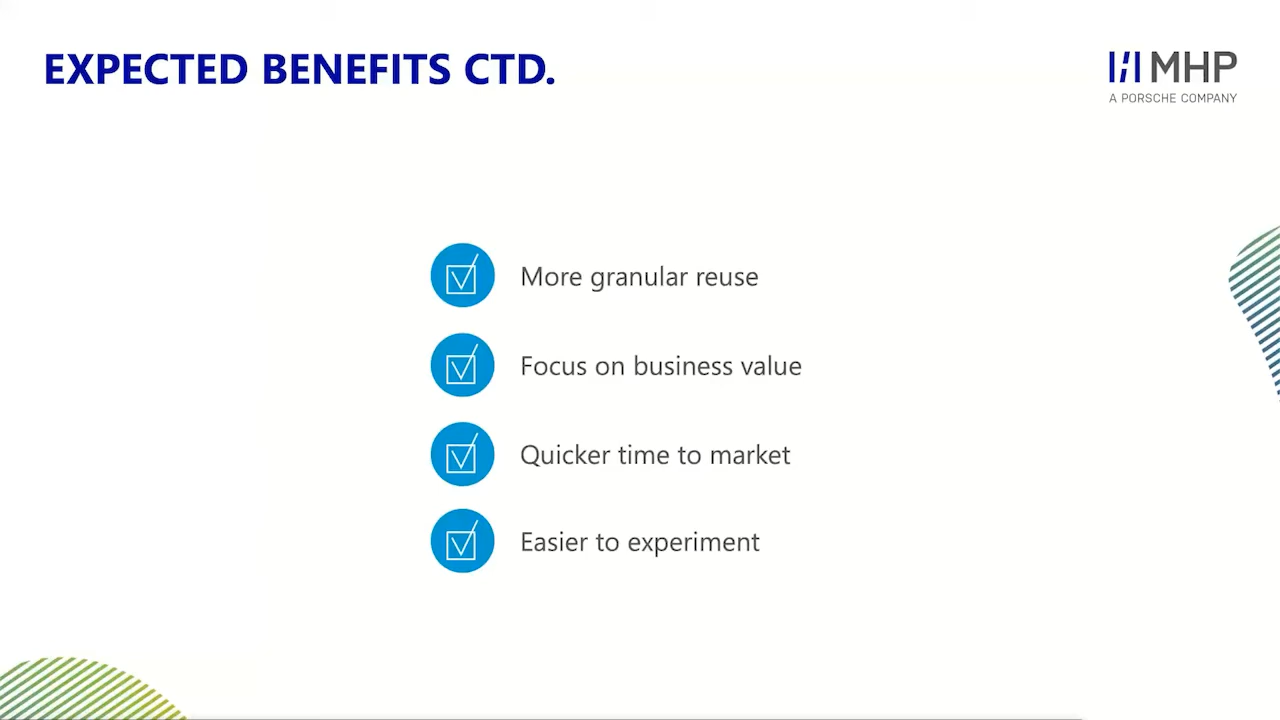 EXPECTED BENEFITS CTD.
MHP
A PORSCHE COMPANY
More granular reuse
Focus on business value
Quicker time to market
Easier to experiment